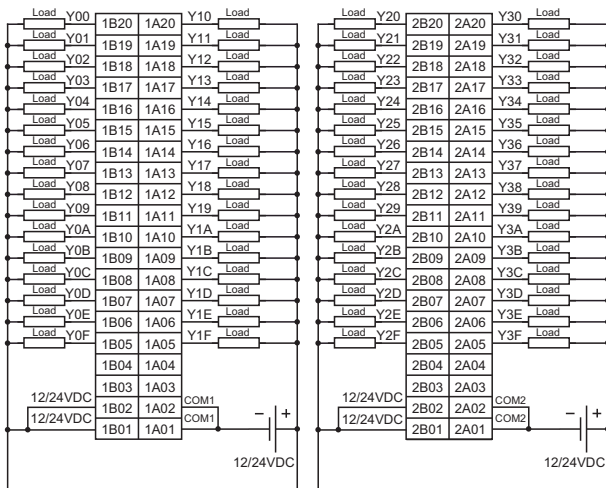 Load Y00 1B20 1A20 Y10 Load Load Y20 2B20 2A20 Y30 Load
Load Y01 1B19 1A19 Y11 Load Load Y21 2B19 2A19 Y31 Load
Load Y02 1B18 1A18 Y12 Load Load Y22 2B18 2A18 Y32 Load
Load Y03 1B17 1A17 Y13 Load Load Y23 2B17 2A17 Y33 Load
Load Y04 1B16 1A16 Y14 Load Load Y24 2B16 2A16 Y34 Load
Load Y05 1B15 1A15 Y15 Load Load Y25 2B15 2A15 Y35 Load
Load Y06 1B14 1A14 Y16 Load Load Y26 2B14 2A14 Y36 Load
Load Y07 1B13 1A13 Y17 Load Load Y27 2B13 2A13 Y37 Load
Load Y08 1B12 1A12 Y18 Load Load Y28 2B12 2A12 Y38 Load
Load Y09 1B11 1A11 Y19 Load Load Y29 2B11 2A11 Y39 Load
Load Y0A 1B10 1A10 Y1A Load Load Y2A 2B10 2A10 Y3A Load
Load Y0B 1B09 1A09 Y1B Load Load Y2B 2B09 2A09 Y3B Load
Load Y0C 1B08 1A08 Y1C Load Load Y2C 2B08 2A08 Y3C Load
Load Y0D 1B07 1A07 Y1D Load Load Y2D 2B07 2A07 Y3D Load
Load Y0E 1B06 1A06 Y1E Load Load Y2E 2B06 2A06 Y3E Load
Load Y0F 1B05 1A05 Y1F Load Load Y2F 2B05 2A05 Y3F Load
1B04 1A04 2B04 2A04
1B03 1A03 2B03 2A03
12/24VDC 1B02 1A02 COM1 12/24VDC 2B02 2A02 COM2
12/24VDC 1B01 1A01 COM1 − + 12/24VDC 2B01 2A01 COM2 − +
12/24VDC 12/24VDC